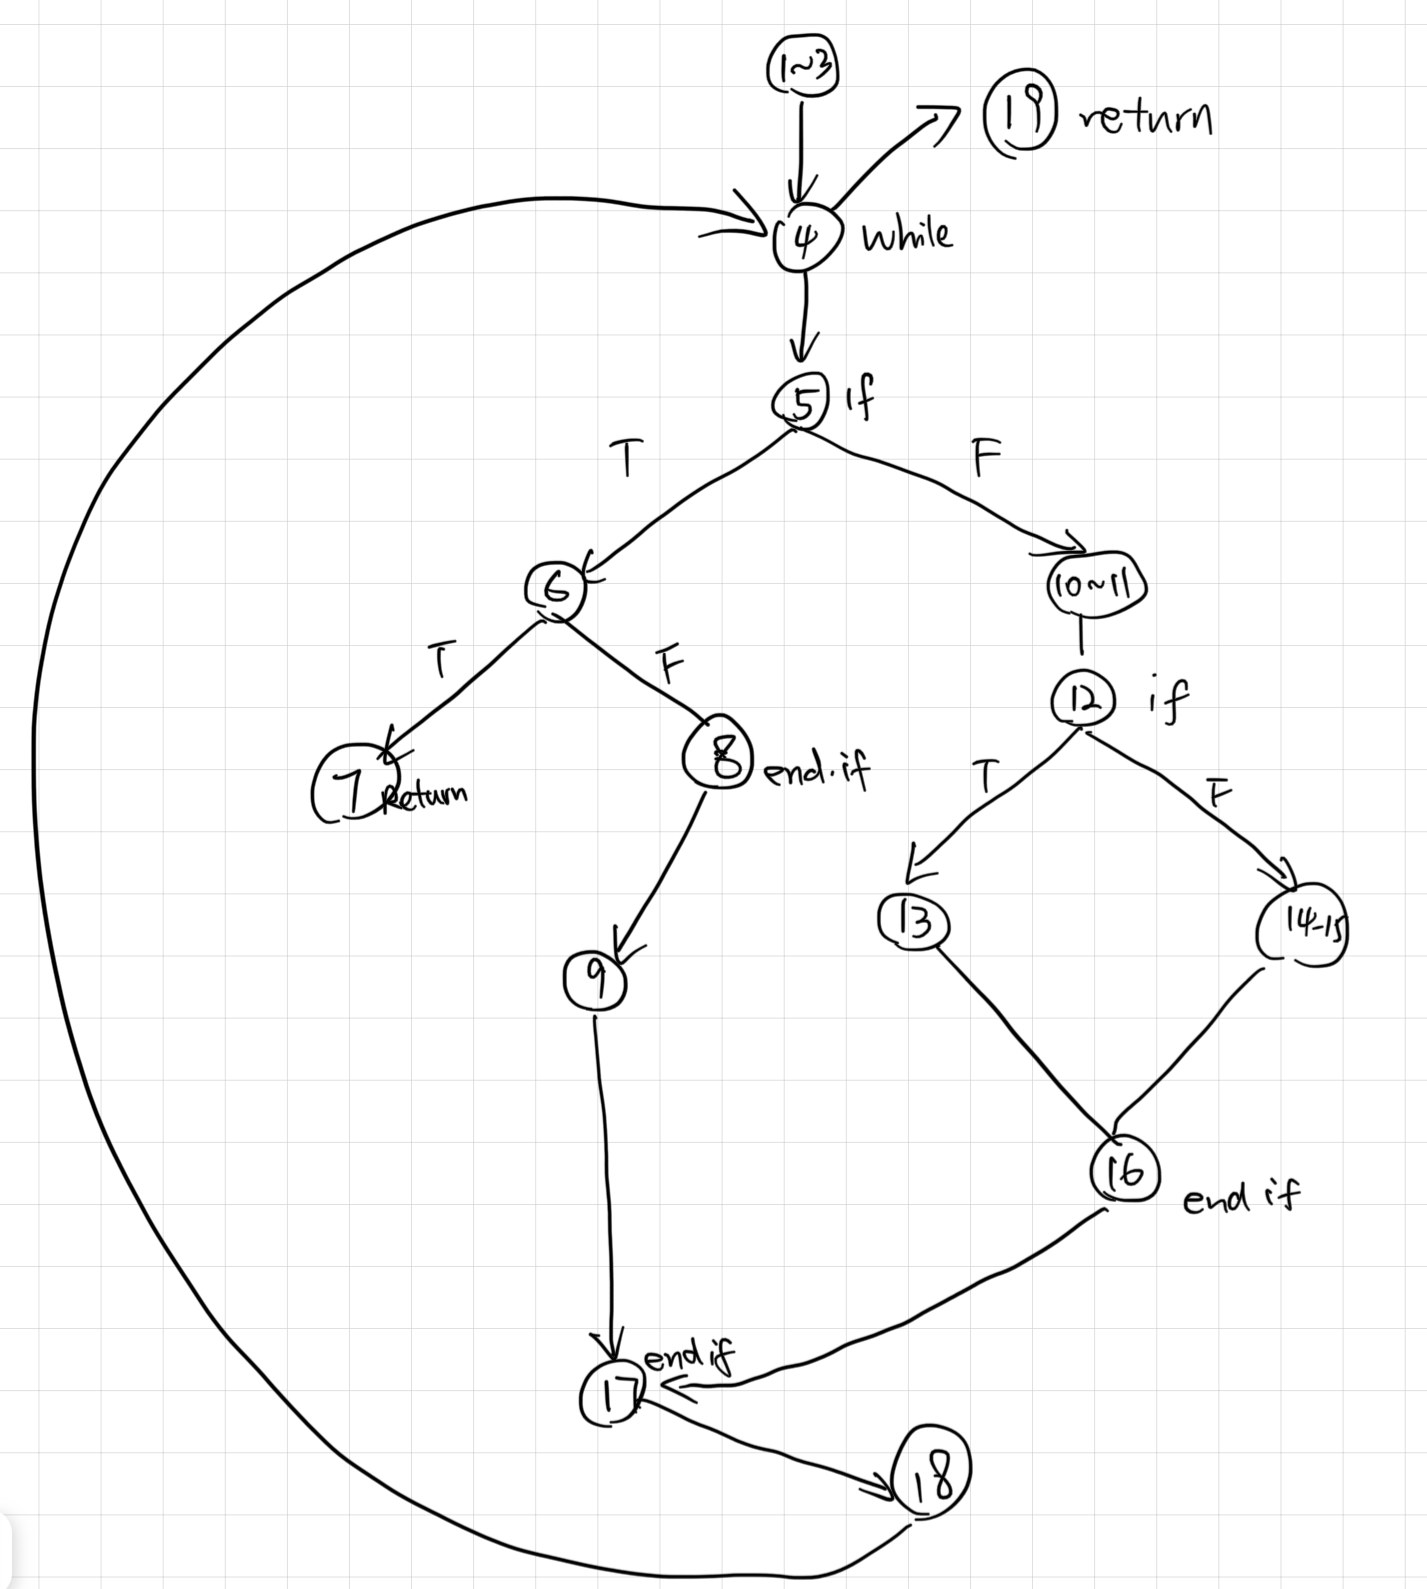 1~3
19 return
4 while
5 if
T
F
6
10~11
T
F
12 if
7 Return
8 end.if
T
F
13
14-15
9
16
end if
end if
17
18